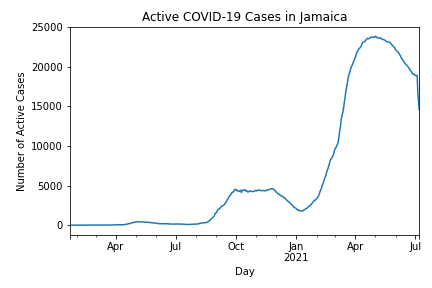 Active COVID-19 Cases in Jamaica
25000
20000
15000
10000
5000
0
Number of Active Cases
Apr Jul Oct Jan Apr Jul
2021
Day